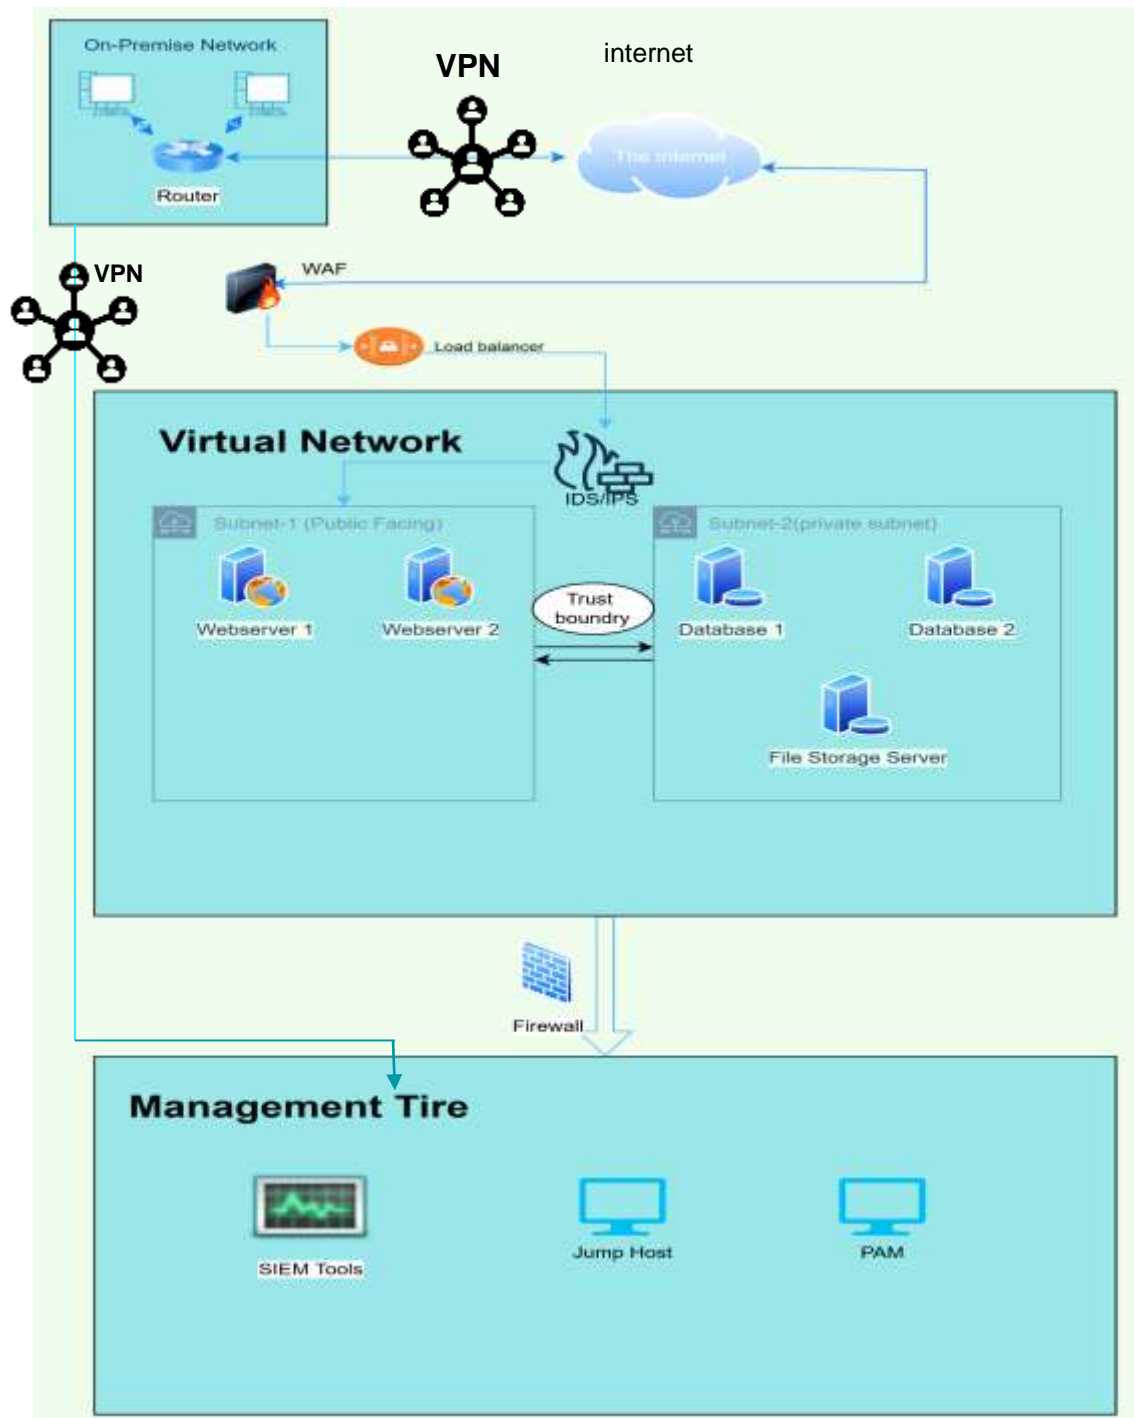 On-Premise Network
VPN
internet
The Internet
Router
VPN
WAF
Load balancer
Virtual Network
IDS/IPS
Subnet-1 (Public Facing)
Subnet-2(private subnet)
Trust
boundry
Webserver 1
Webserver 2
Database 1
Database 2
File Storage Server
Firewall
Management Tire
SIEM Tools
Jump Host
PAM